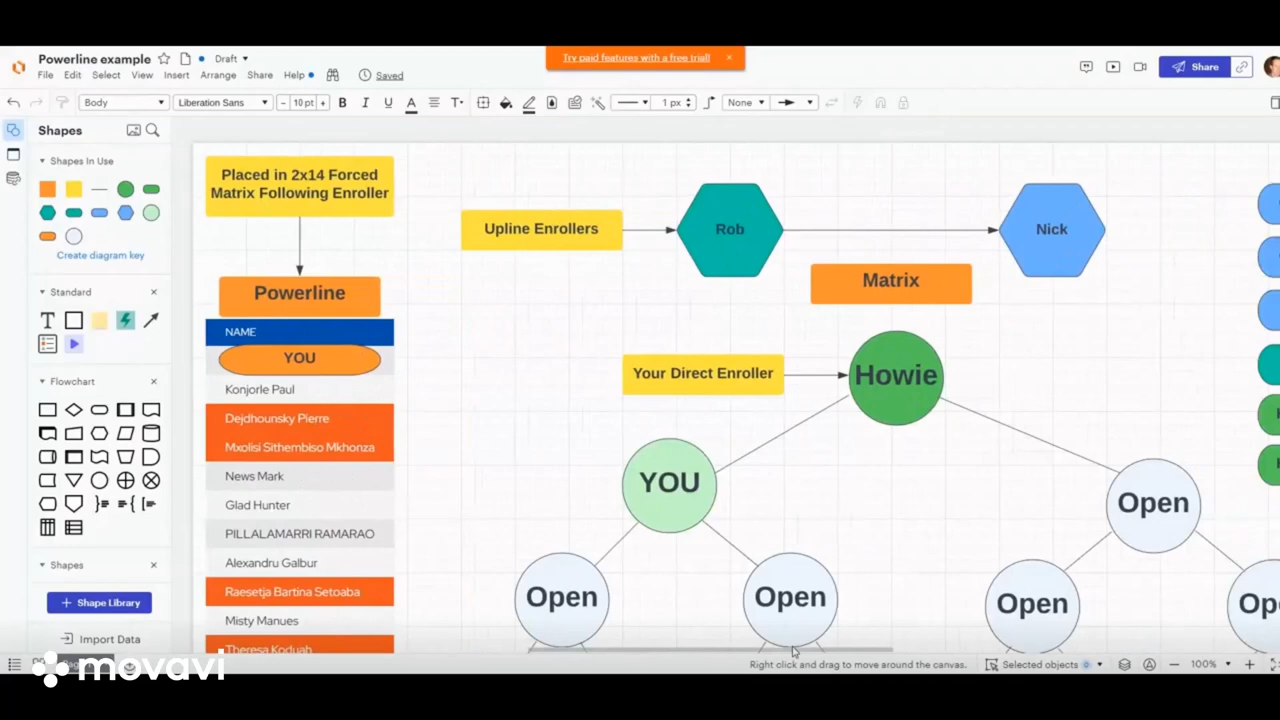 Powerline example
Draft
Try paid features with a free trial!
File Edit Select View Insert Arrange Share Help
Saved
Share
Body
Liberation Sans
10 pt
B I U A T
1 px
None
Shapes
Shapes In Use
Create diagram key
Standard
T
Flowchart
Shapes
Shape Library
Import Data
Placed in 2x14 Forced
Matrix Following Enroller
Powerline
NAME
YOU
Konjorle Paul
Dejdhounsky Pierre
Mxolisi Sithembiso Mkhonza
News Mark
Glad Hunter
PILLALAMARRI RAMARAO
Alexandru Galbur
Raesetja Bartina Setoaba
Misty Manues
Theresa Koduah
Upline Enrollers
Rob
Nick
Matrix
Your Direct Enroller
Howie
YOU
Open
Open
Open
Open
Op
Right click and drag to move around the canvas.
Selected objects 0
100%
movavi